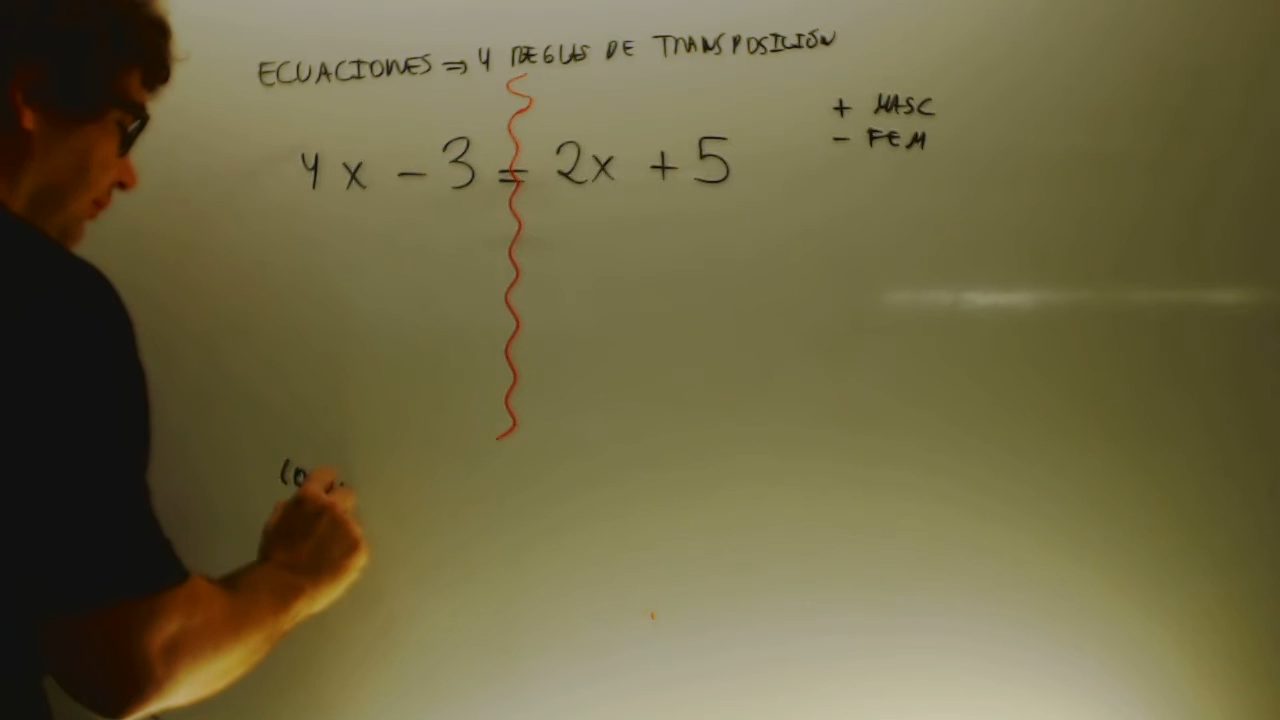 ECUACIONES ⇒ 4 REGLAS DE TRANSPOSICIÓN
+ MASC
- FEM
4x - 3 = 2x + 5